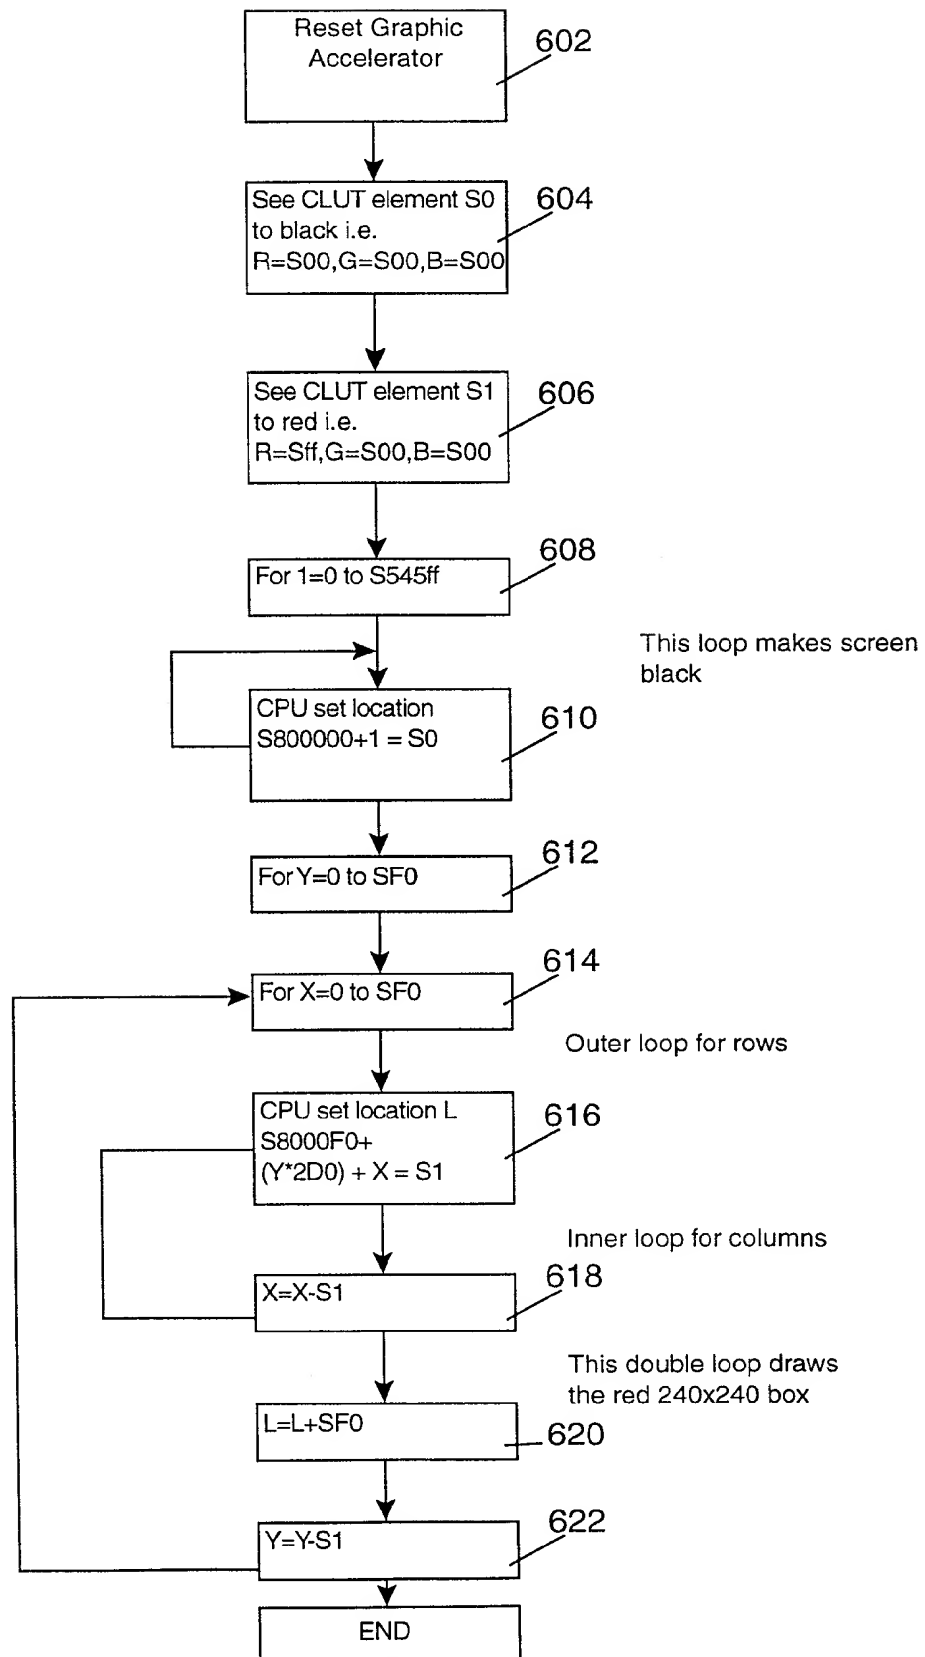 Reset Graphic
Accelerator
602
See CLUT element S0
to black i.e.
R=S00,G=S00,B=S00
604
See CLUT element S1
to red i.e.
R=Sff,G=S00,B=S00
606
For 1=0 to S545ff
608
This loop makes screen
black
CPU set location
S800000+1 = S0
610
For Y=0 to SF0
612
For X=0 to SF0
614
Outer loop for rows
CPU set location L
S8000F0+
(Y*2D0) + X = S1
616
Inner loop for columns
X=X-S1
618
This double loop draws
the red 240x240 box
L=L+SF0
620
Y=Y-S1
622
END